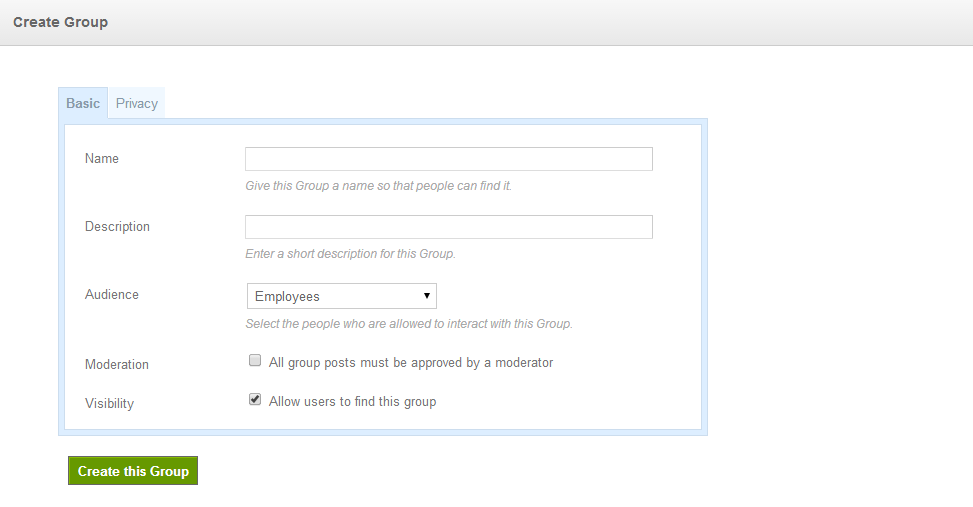 Create Group
Basic Privacy
Name
Give this Group a name so that people can find it.
Description
Enter a short description for this Group.
Audience Employees
Select the people who are allowed to interact with this Group.
Moderation All group posts must be approved by a moderator
Visibility Allow users to find this group
Create this Group